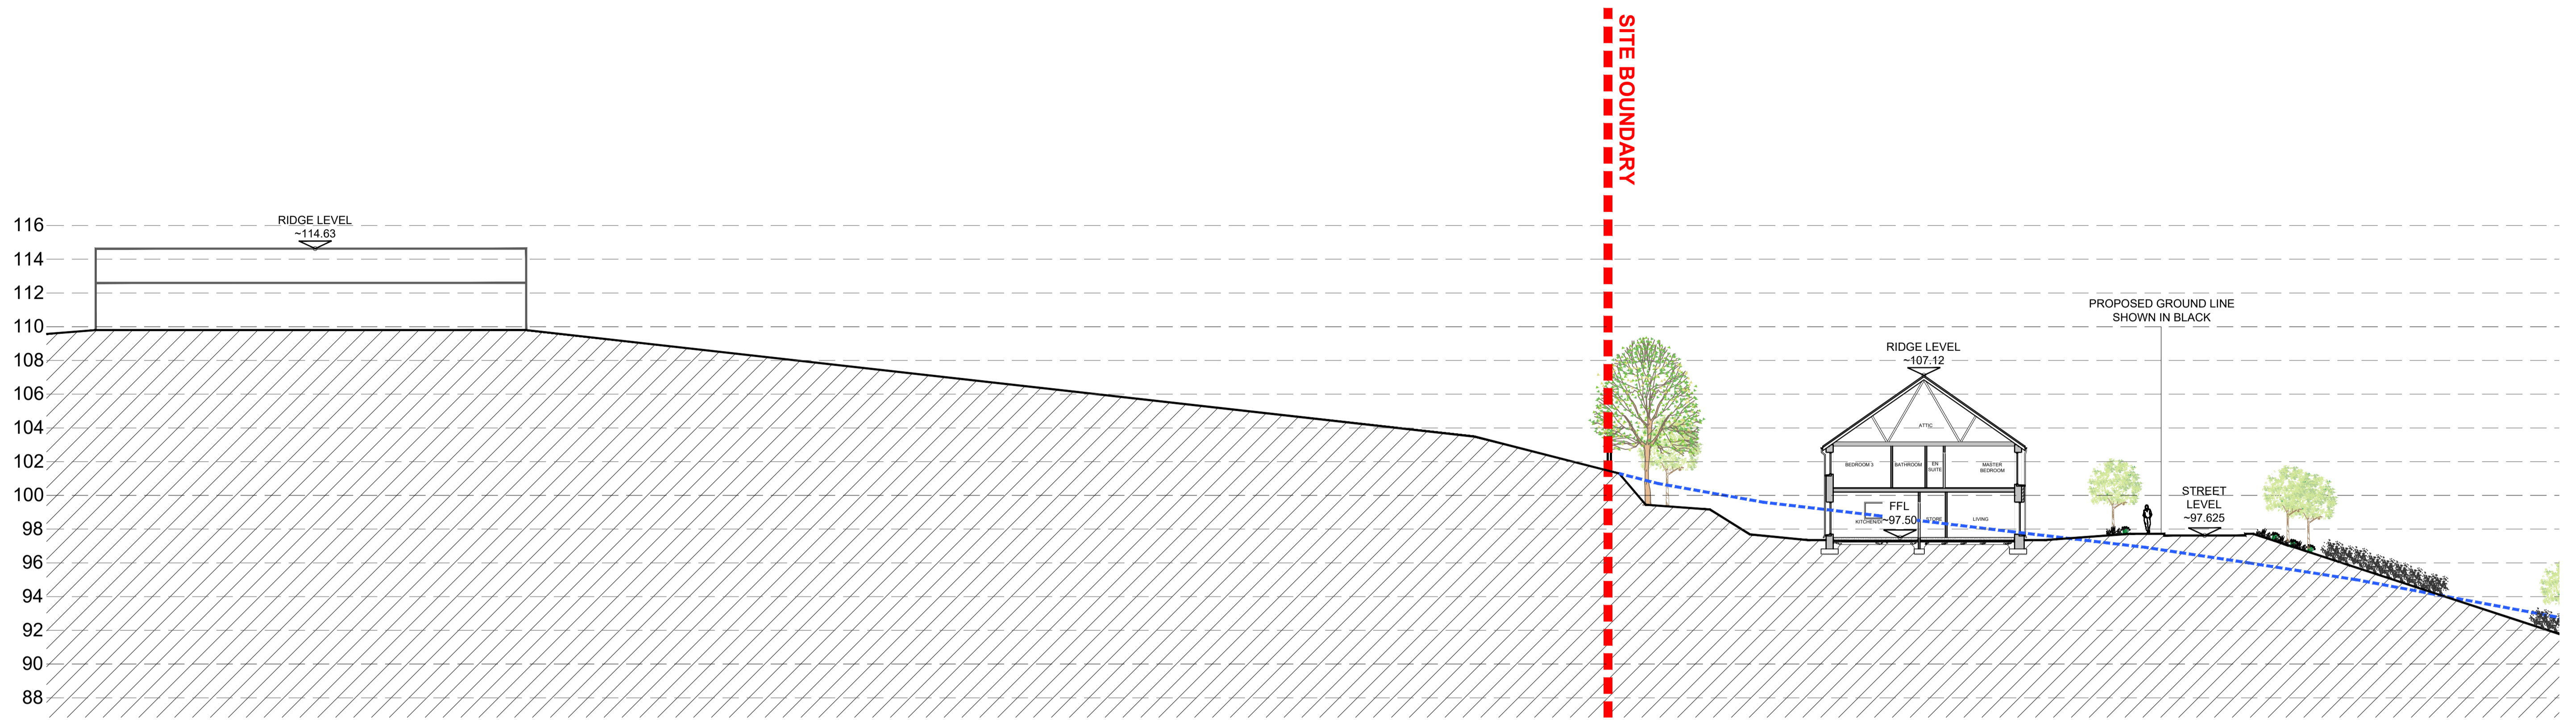 SITE BOUNDARY
116
114
112
110
108
106
104
102
100
98
96
94
92
90
88
RIDGE LEVEL
~114.63
PROPOSED GROUND LINE
SHOWN IN BLACK
RIDGE LEVEL
~107.12
ATTIC
BEDROOM 3
BATHROOM
EN
SUITE
MASTER
BEDROOM
FFL
~97.50
KITCHEN/DI
STORE
LIVING
STREET
LEVEL
~97.625